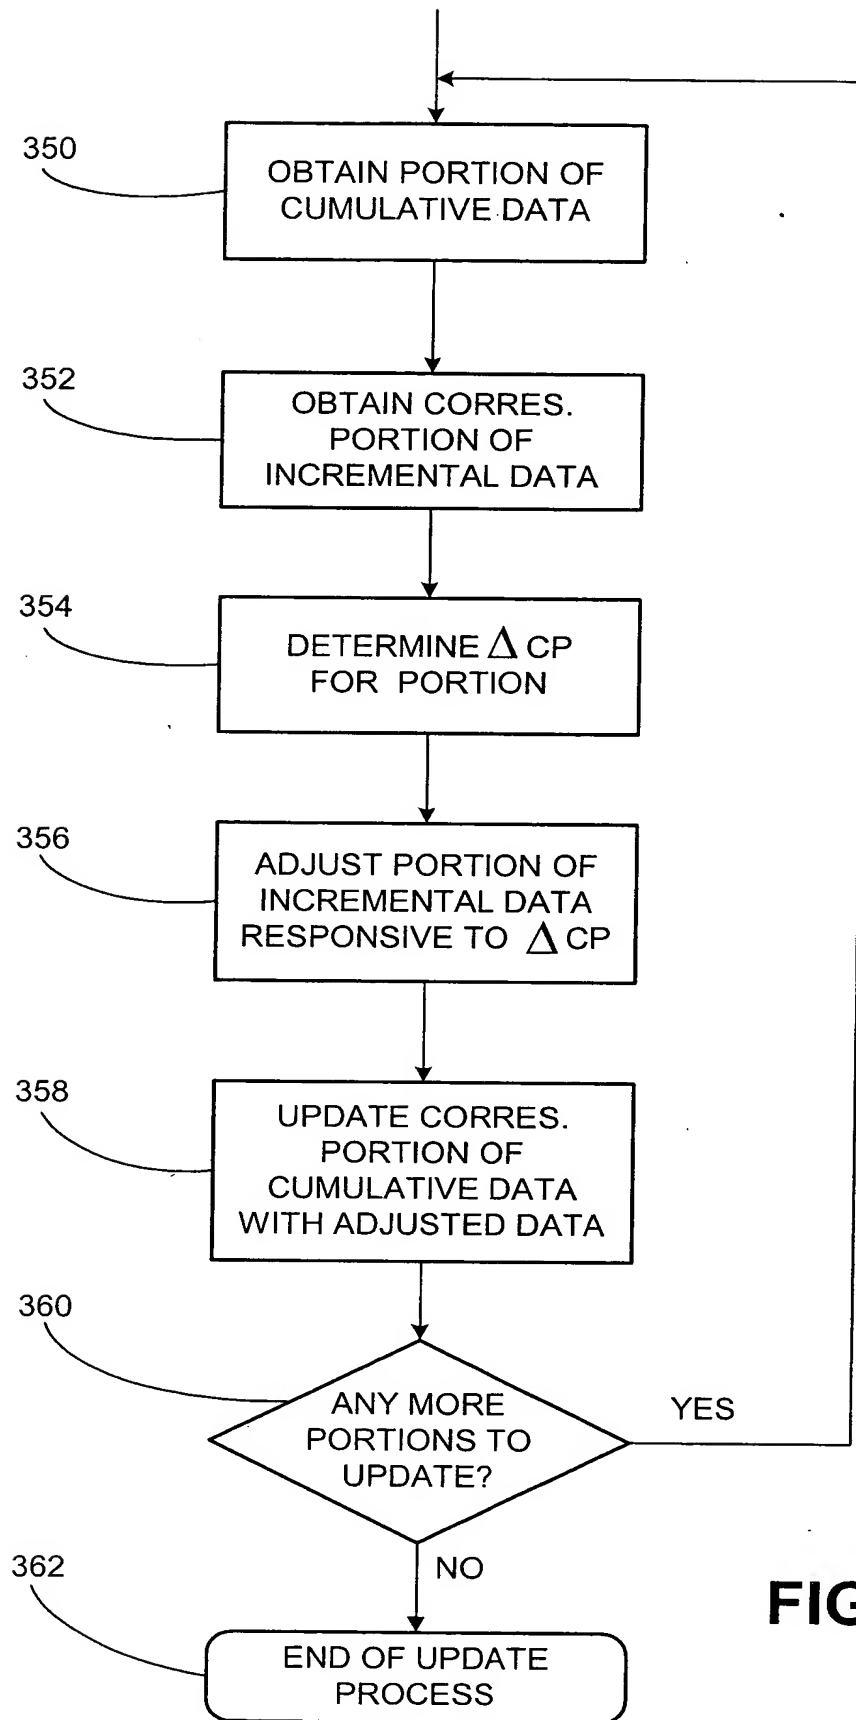 350
OBTAIN PORTION OF
CUMULATIVE DATA
352
OBTAIN CORRES.
PORTION OF
INCREMENTAL DATA
354
DETERMINE Δ CP
FOR PORTION
356
ADJUST PORTION OF
INCREMENTAL DATA
RESPONSIVE TO Δ CP
358
UPDATE CORRES.
PORTION OF
CUMULATIVE DATA
WITH ADJUSTED DATA
360
ANY MORE
PORTIONS TO
UPDATE?
YES
NO
362
END OF UPDATE
PROCESS
FIG